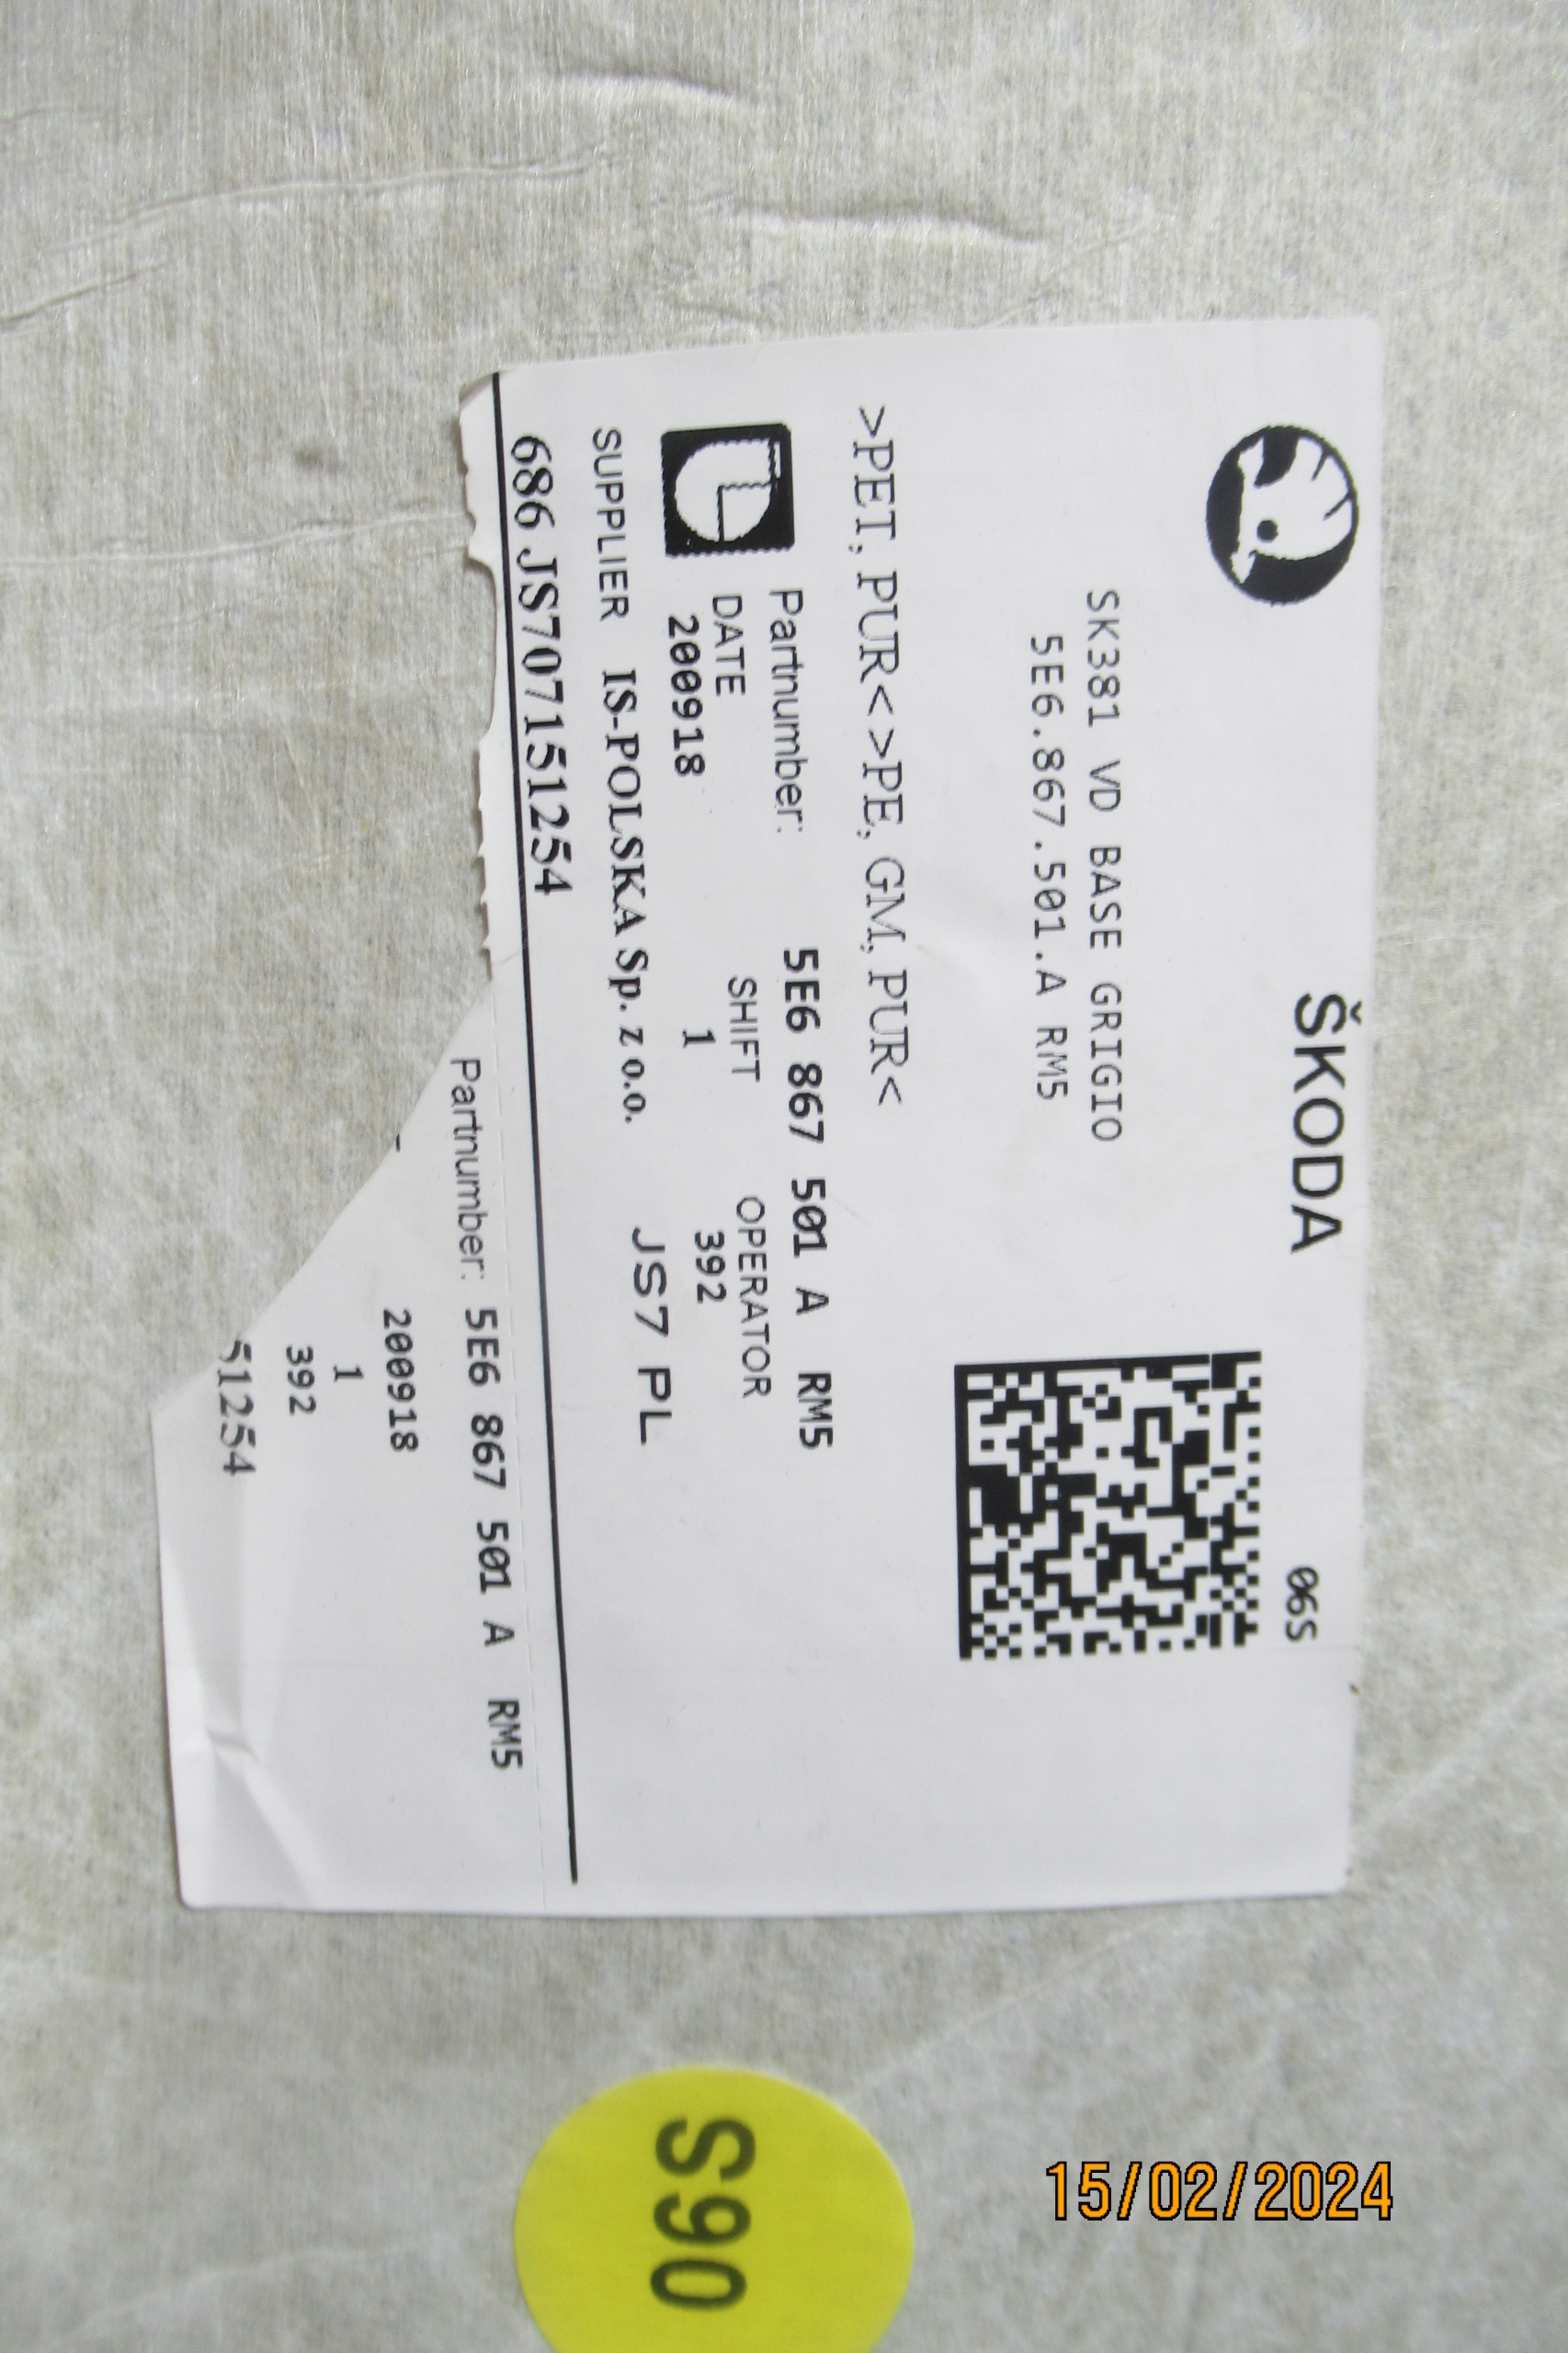 ŠKODA
06S
SK381 VD BASE GRIGIO
5E6.867.501.A RM5
>PET, PUR< >PE, GM, PUR<
Partnumber: 5E6 867 501 A RM5
DATE SHIFT OPERATOR
200918 1 392
SUPPLIER IS-POLSKA Sp. z o.o. JS7 PL
686 JS707151254
Partnumber: 5E6 867 501 A RM5
200918
1
392
51254
S90
15/02/2024